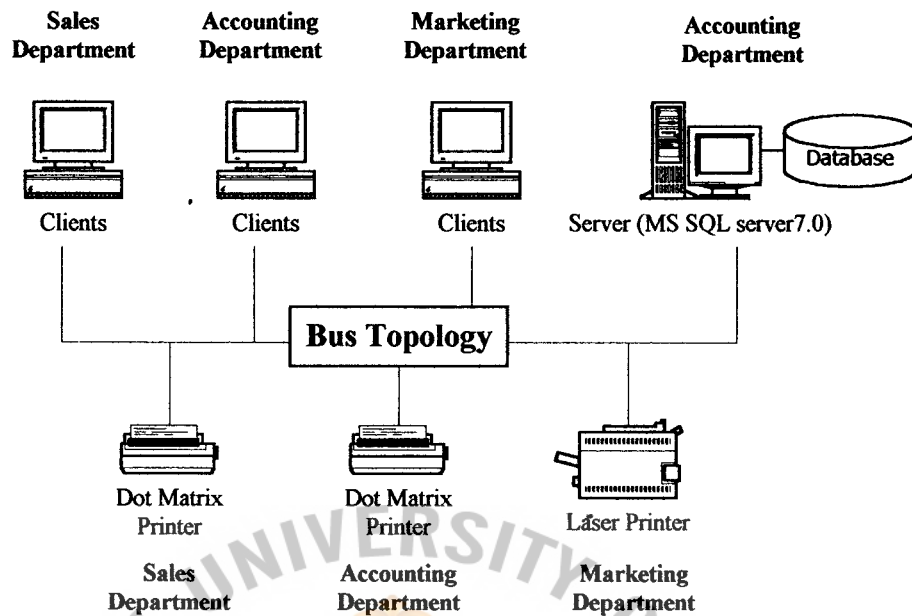 Sales Department
Accounting Department
Marketing Department
Accounting Department
Database
Clients
Clients
Clients
Server (MS SQL server7.0)
Bus Topology
Dot Matrix Printer
Dot Matrix Printer
Laser Printer
UNIVERSITY
Sales Department
Accounting Department
Marketing Department